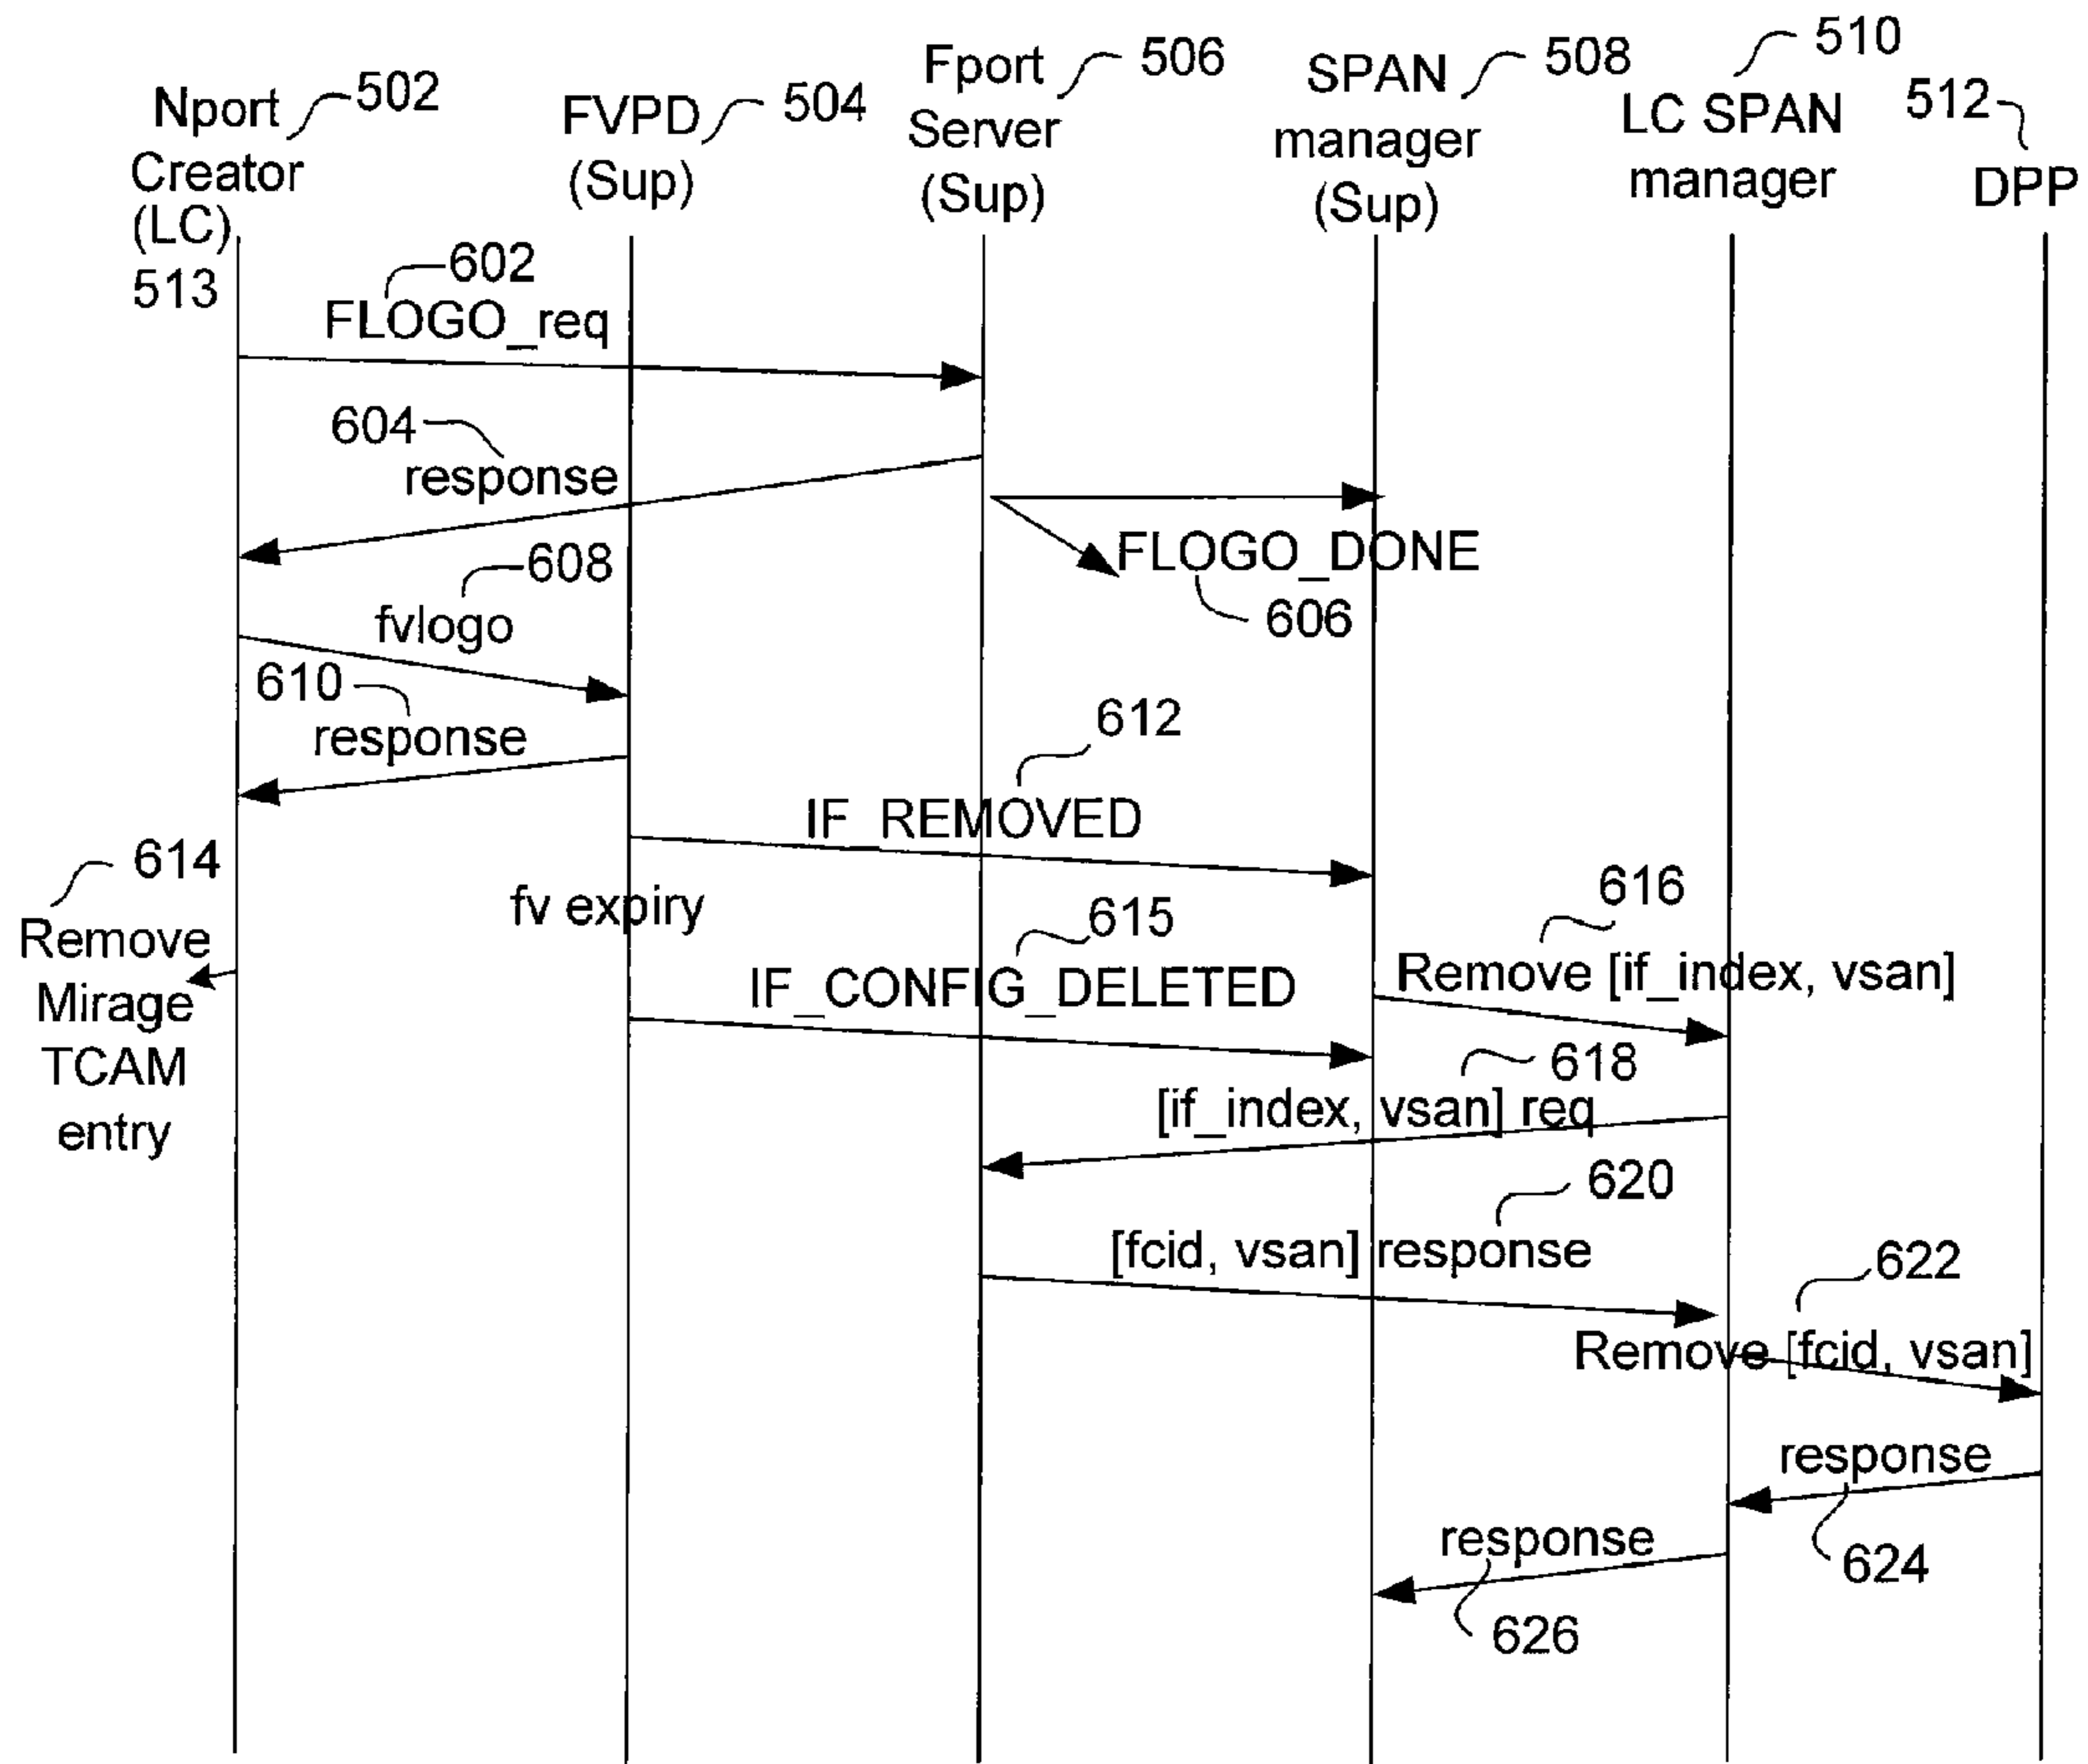 Nport
Creator
(LC)
513
502
FVPD
(Sup)
504
Fport
Server
(Sup)
506
SPAN
manager
(Sup)
508
510
LC SPAN
manager
512
DPP
602
FLOGO_req
604
response
FLOGO_DONE
606
608
fvlogo
610
response
612
IF_REMOVED
614
Remove
Mirage
TCAM
entry
fv expiry
615
IF_CONFIG_DELETED
616
Remove [if_index, vsan]
618
[if_index, vsan] req
620
[fcid, vsan] response
622
Remove [fcid, vsan]
response
624
response
626